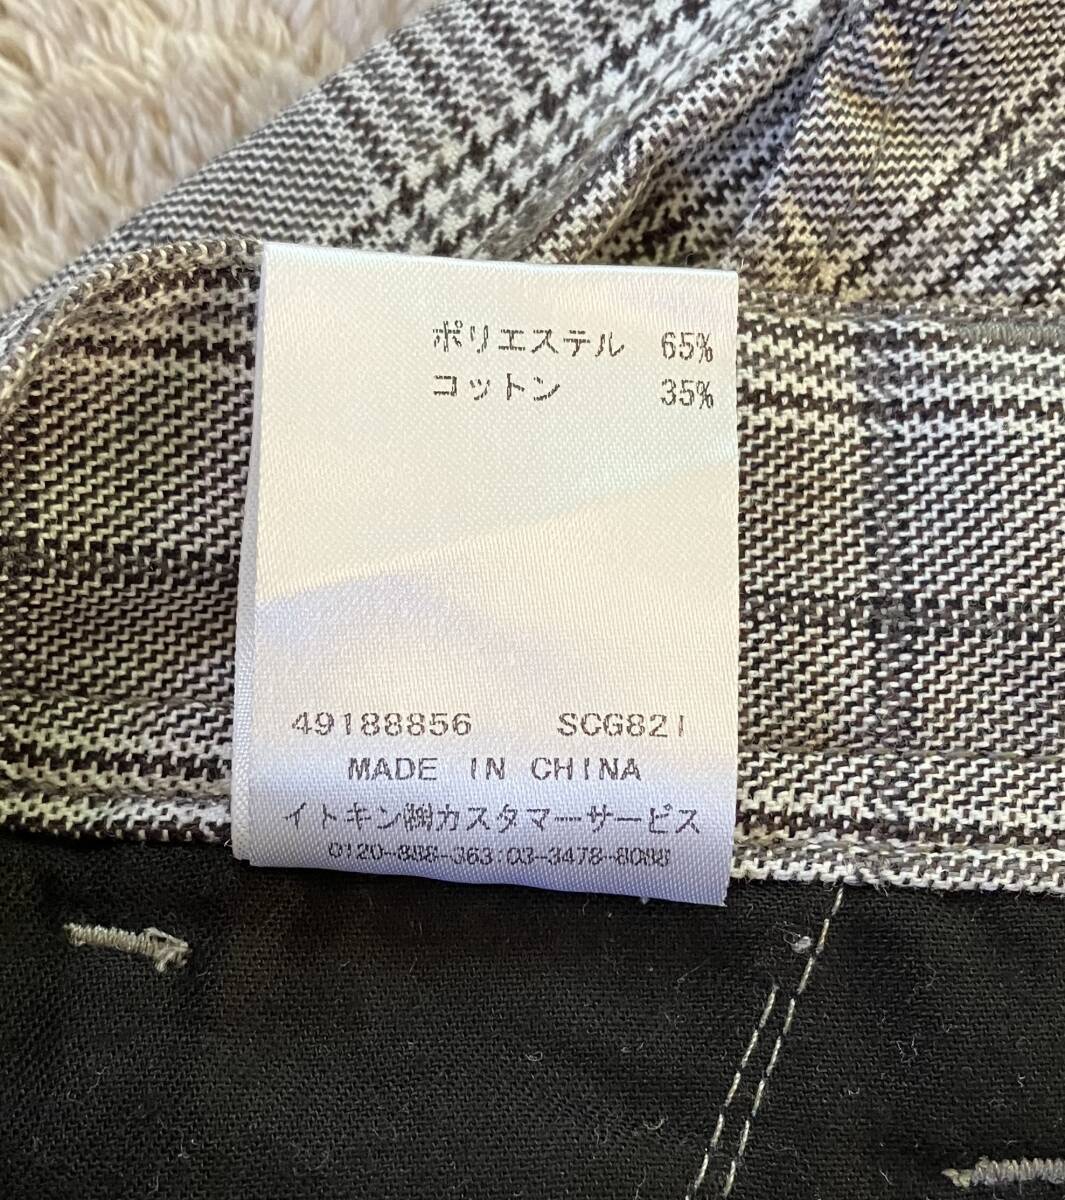 ポリエステル 65%
コットン 35%
49188856 SCG821
MADE IN CHINA
イトキン㈱カスタマーサービス
0120-888-363:03-3478-8088